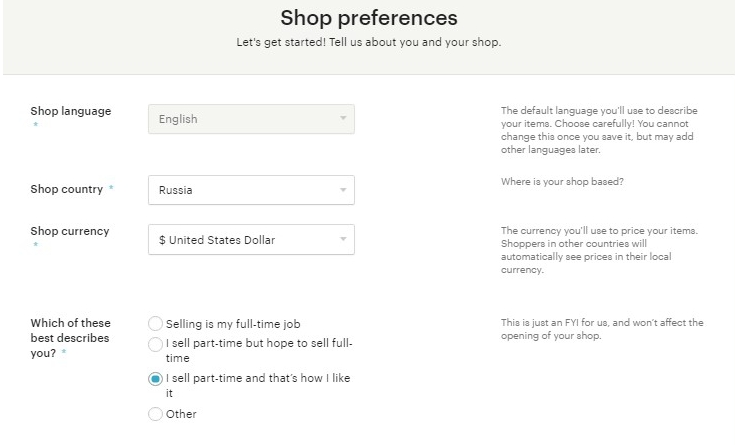 Shop preferences
Let's get started! Tell us about you and your shop.
Shop language
*
English
The default language you'll use to describe
your items. Choose carefully! You cannot
change this once you save it, but may add
other languages later.
Shop country *
Russia
Where is your shop based?
Shop currency
*
$ United States Dollar
The currency you'll use to price your items.
Shoppers in other countries will
automatically see prices in their local
currency.
Which of these
best describes
you? *
Selling is my full-time job
I sell part-time but hope to sell full-
time
I sell part-time and that's how I like
it
Other
This is just an FYI for us, and won't affect the
opening of your shop.